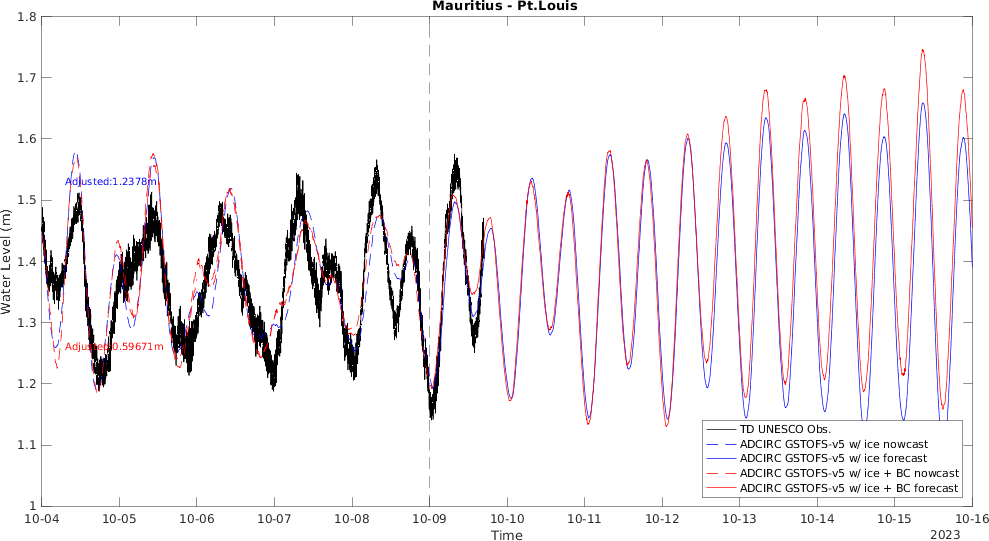 Mauritius - Pt.Louis
1.8
1.7
1.6
1.5
1.4
1.3
1.2
1.1
1
Water Level (m)
Adjusted:1.2378m
Adjusted:0.59671m
TD UNESCO Obs.
ADCIRC GSTOFS-v5 w/ ice nowcast
ADCIRC GSTOFS-v5 w/ ice forecast
ADCIRC GSTOFS-v5 w/ ice + BC nowcast
ADCIRC GSTOFS-v5 w/ ice + BC forecast
10-04 10-05 10-06 10-07 10-08 10-09 10-10 10-11 10-12 10-13 10-14 10-15 10-16
Time
2023